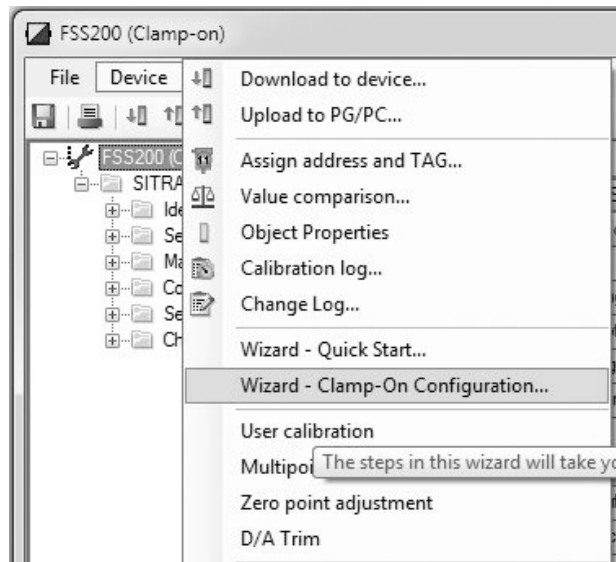 FSS200 (Clamp-on)
File Device
Download to device...
Upload to PG/PC...
FSS200
SITRA
Assign address and TAG...
Value comparison...
Object Properties
Calibration log...
Change Log...
Wizard - Quick Start...
Wizard - Clamp-On Configuration...
User calibration
The steps in this wizard will take
Zero point adjustment
D/A Trim